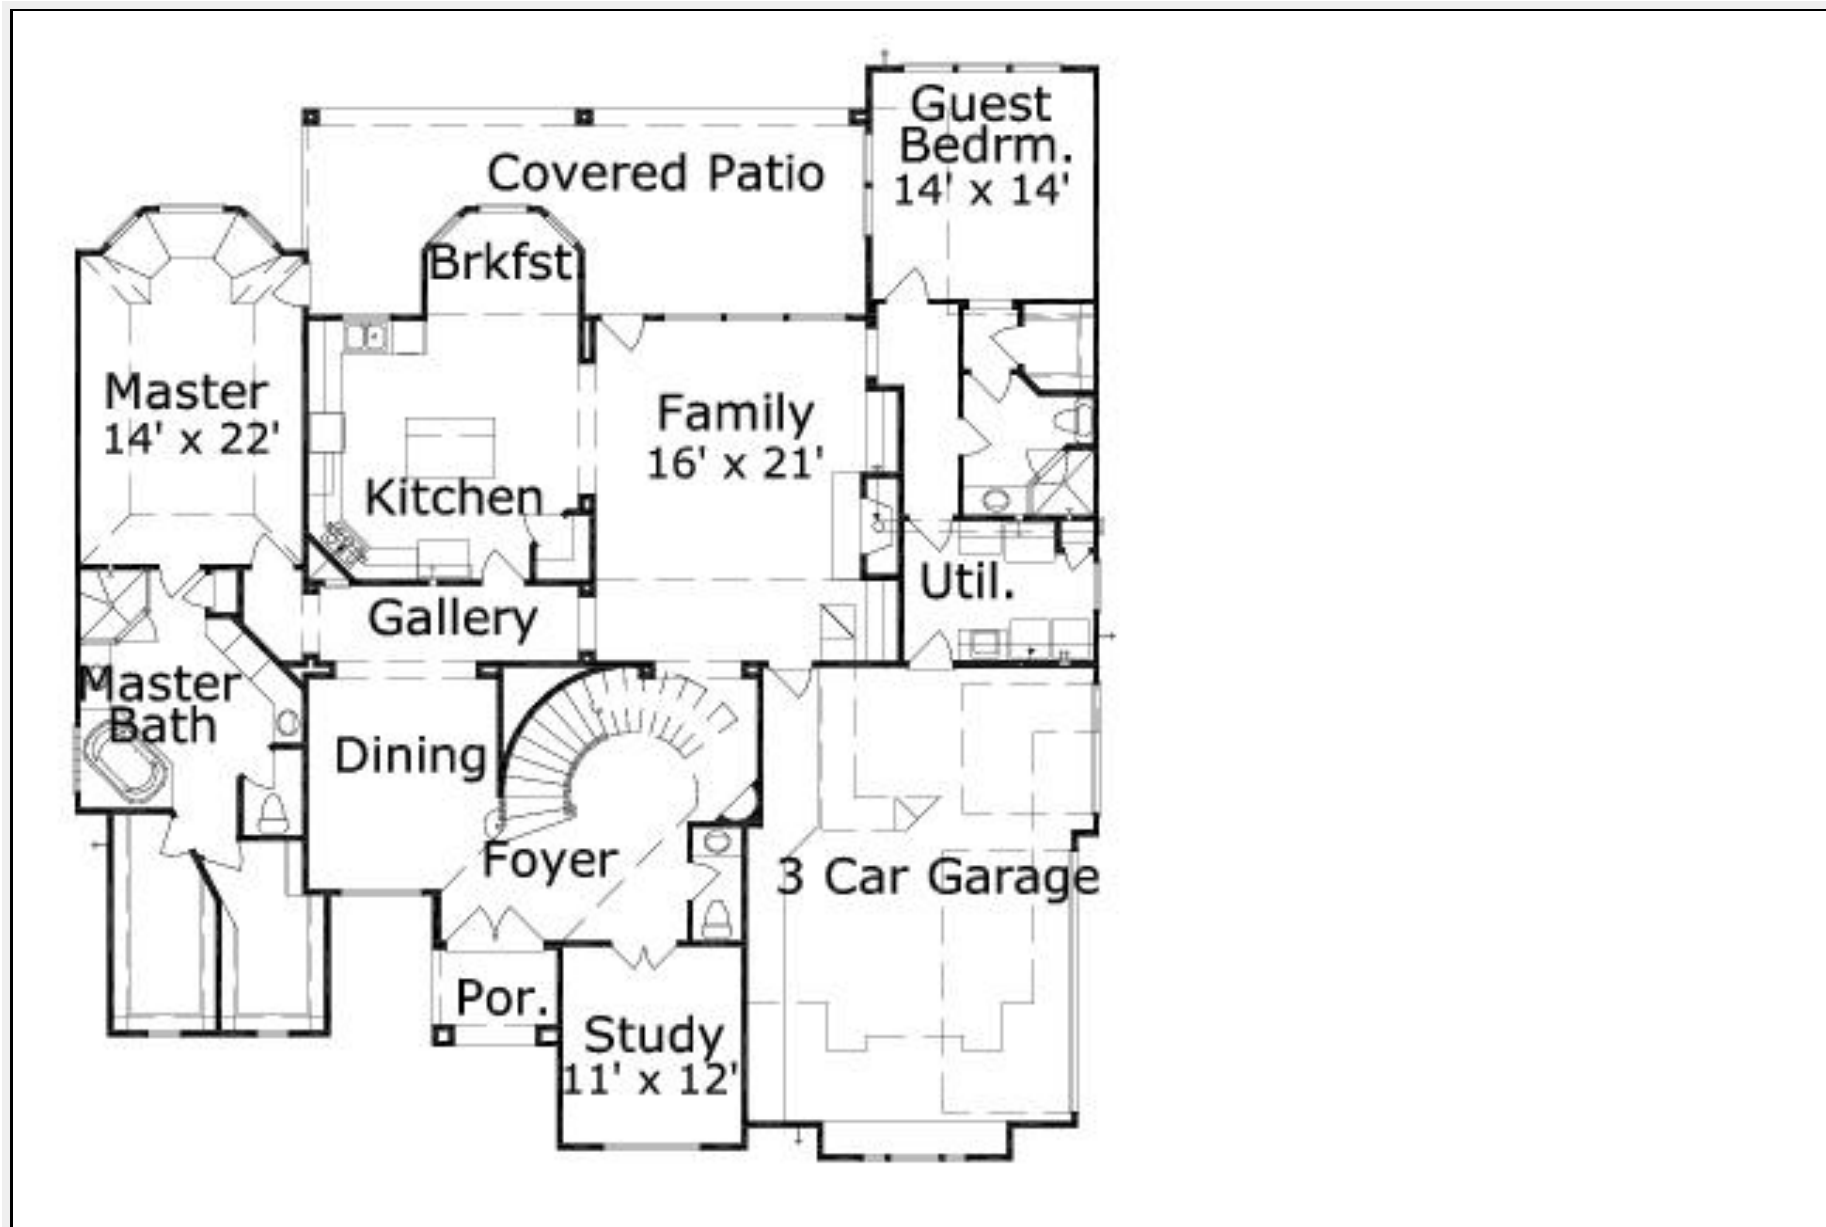 Guest
Bedrm.
14' x 14'
Covered Patio
Brkfst.
Master
14' x 22'
Family
16' x 21'
Kitchen
Util.
Gallery
Master
Bath
Dining
Foyer
3 Car Garage
Por.
Study
11' x 12'